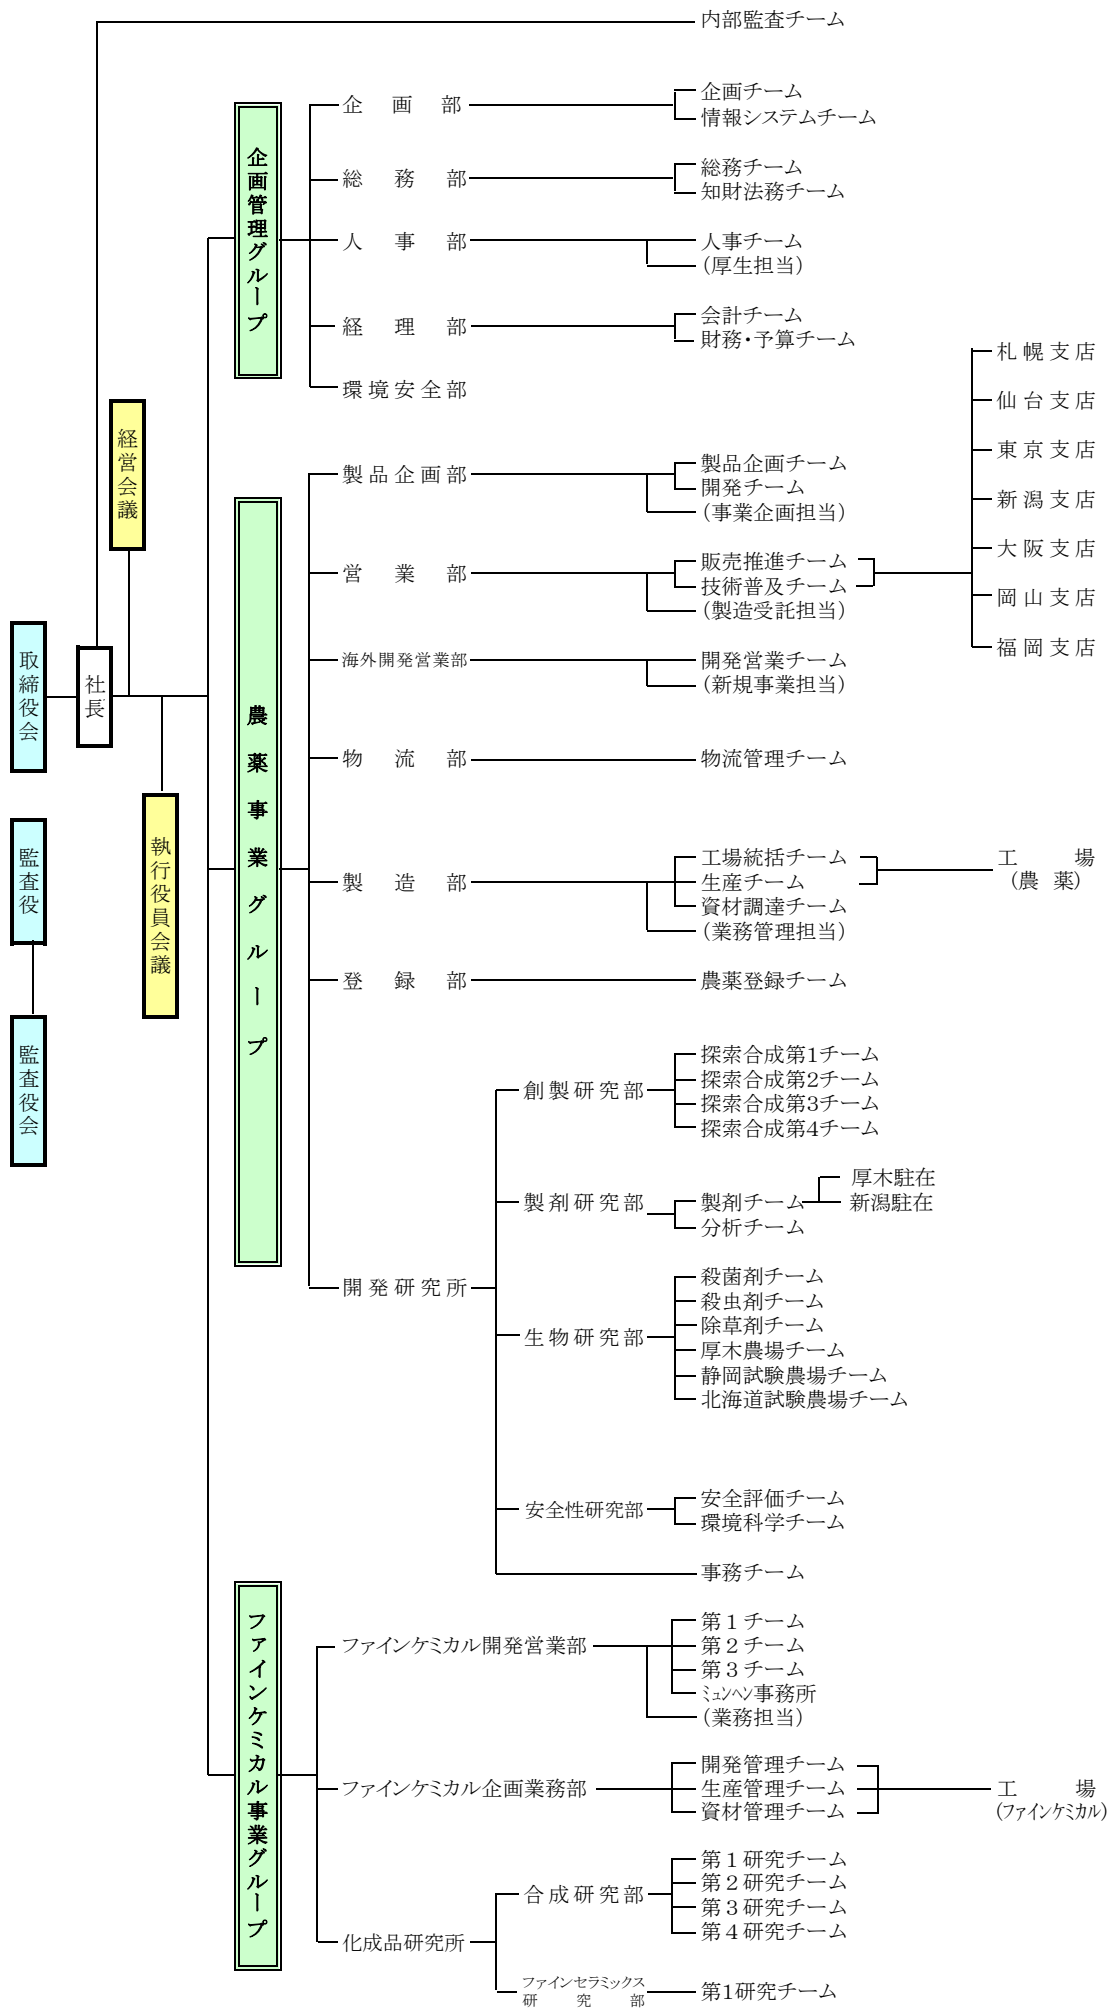 内部監査チーム
取締役会
社長
監査役
監査役会
経営会議
執行役員会議
企画管理グループ
企画部
企画チーム
情報システムチーム
総務部
総務チーム
知財法務チーム
人事部
人事チーム
(厚生担当)
経理部
会計チーム
財務・予算チーム
環境安全部
農薬事業グループ
製品企画部
製品企画チーム
開発チーム
(事業企画担当)
営業部
販売推進チーム
技術普及チーム
(製造受託担当)
札幌支店
仙台支店
東京支店
新潟支店
大阪支店
岡山支店
福岡支店
海外開発営業部
開発営業チーム
(新規事業担当)
物流部
物流管理チーム
製造部
工場統括チーム
生産チーム
資材調達チーム
(業務管理担当)
工場
(農薬)
登録部
農薬登録チーム
開発研究所
創製研究部
探索合成第1チーム
探索合成第2チーム
探索合成第3チーム
探索合成第4チーム
製剤研究部
製剤チーム
分析チーム
厚木駐在
新潟駐在
生物研究部
殺菌剤チーム
殺虫剤チーム
除草剤チーム
厚木農場チーム
静岡試験農場チーム
北海道試験農場チーム
安全性研究部
安全評価チーム
環境科学チーム
事務チーム
ファインケミカル事業グループ
ファインケミカル開発営業部
第1チーム
第2チーム
第3チーム
ミュンヘン事務所
(業務担当)
ファインケミカル企画業務部
開発管理チーム
生産管理チーム
資材管理チーム
工場
(ファインケミカル)
化成品研究所
合成研究部
第1研究チーム
第2研究チーム
第3研究チーム
第4研究チーム
ファインセラミックス
研究部
第1研究チーム